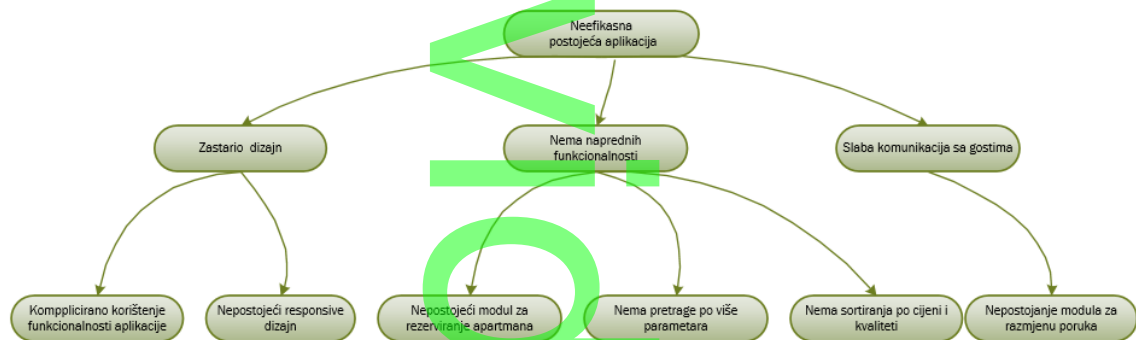 Neefikasna
postojeća aplikacija
Zastario dizajn
Nema naprednih
funkcionalnosti
Slaba komunikacija sa gostima
Kompplicirano korištenje
funkcionalnosti aplikacije
Nepostojeći responsive
dizajn
Nepostojeći modul za
rezerviranje apartmana
Nema pretrage po više
parametara
Nema sortiranja po cijeni i
kvaliteti
Nepostojanje modula za
razmjenu poruka